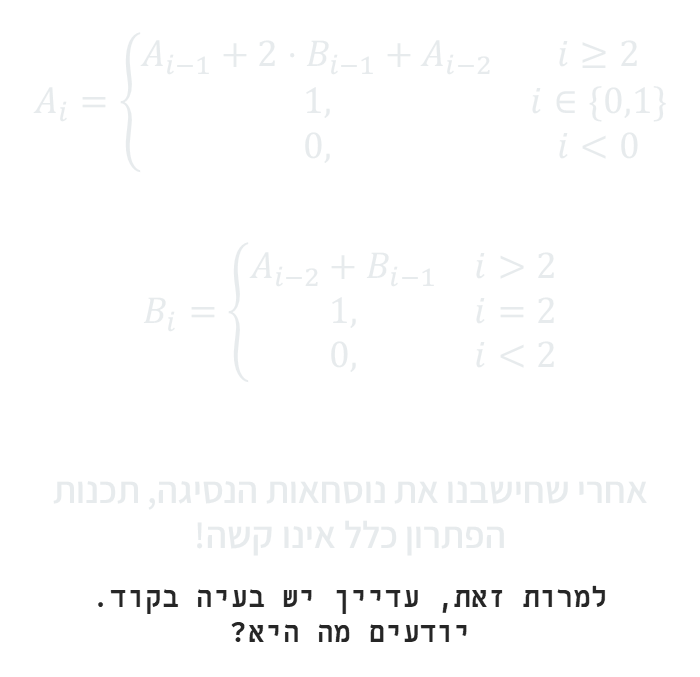 A_i = { A_{i−1} + 2 · B_{i−1} + A_{i−2} i ≥ 2
1, i ∈ {0,1}
0, i < 0
B_i = { A_{i−2} + B_{i−1} i > 2
1, i = 2
0, i < 2
אחרי שחישבנו את נוסחאות הנסיגה, תכנות
הפתרון כלל אינו קשה!
למרות זאת, עדיין יש בעיה בקוד.
יודעים מה היא?